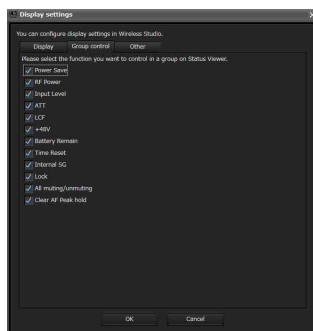 Display settings
You can configure display settings in Wireless Studio.
Display Group control Other
Please select the function you want to control in a group on Status Viewer.
Power Save
RF Power
Input Level
ATT
LCF
+48V
Battery Remain
Time Reset
Internal SG
Lock
All muting/unmuting
Clear AF Peak hold
OK Cancel